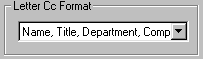 Letter Cc Format
Name, Title, Department, Comp